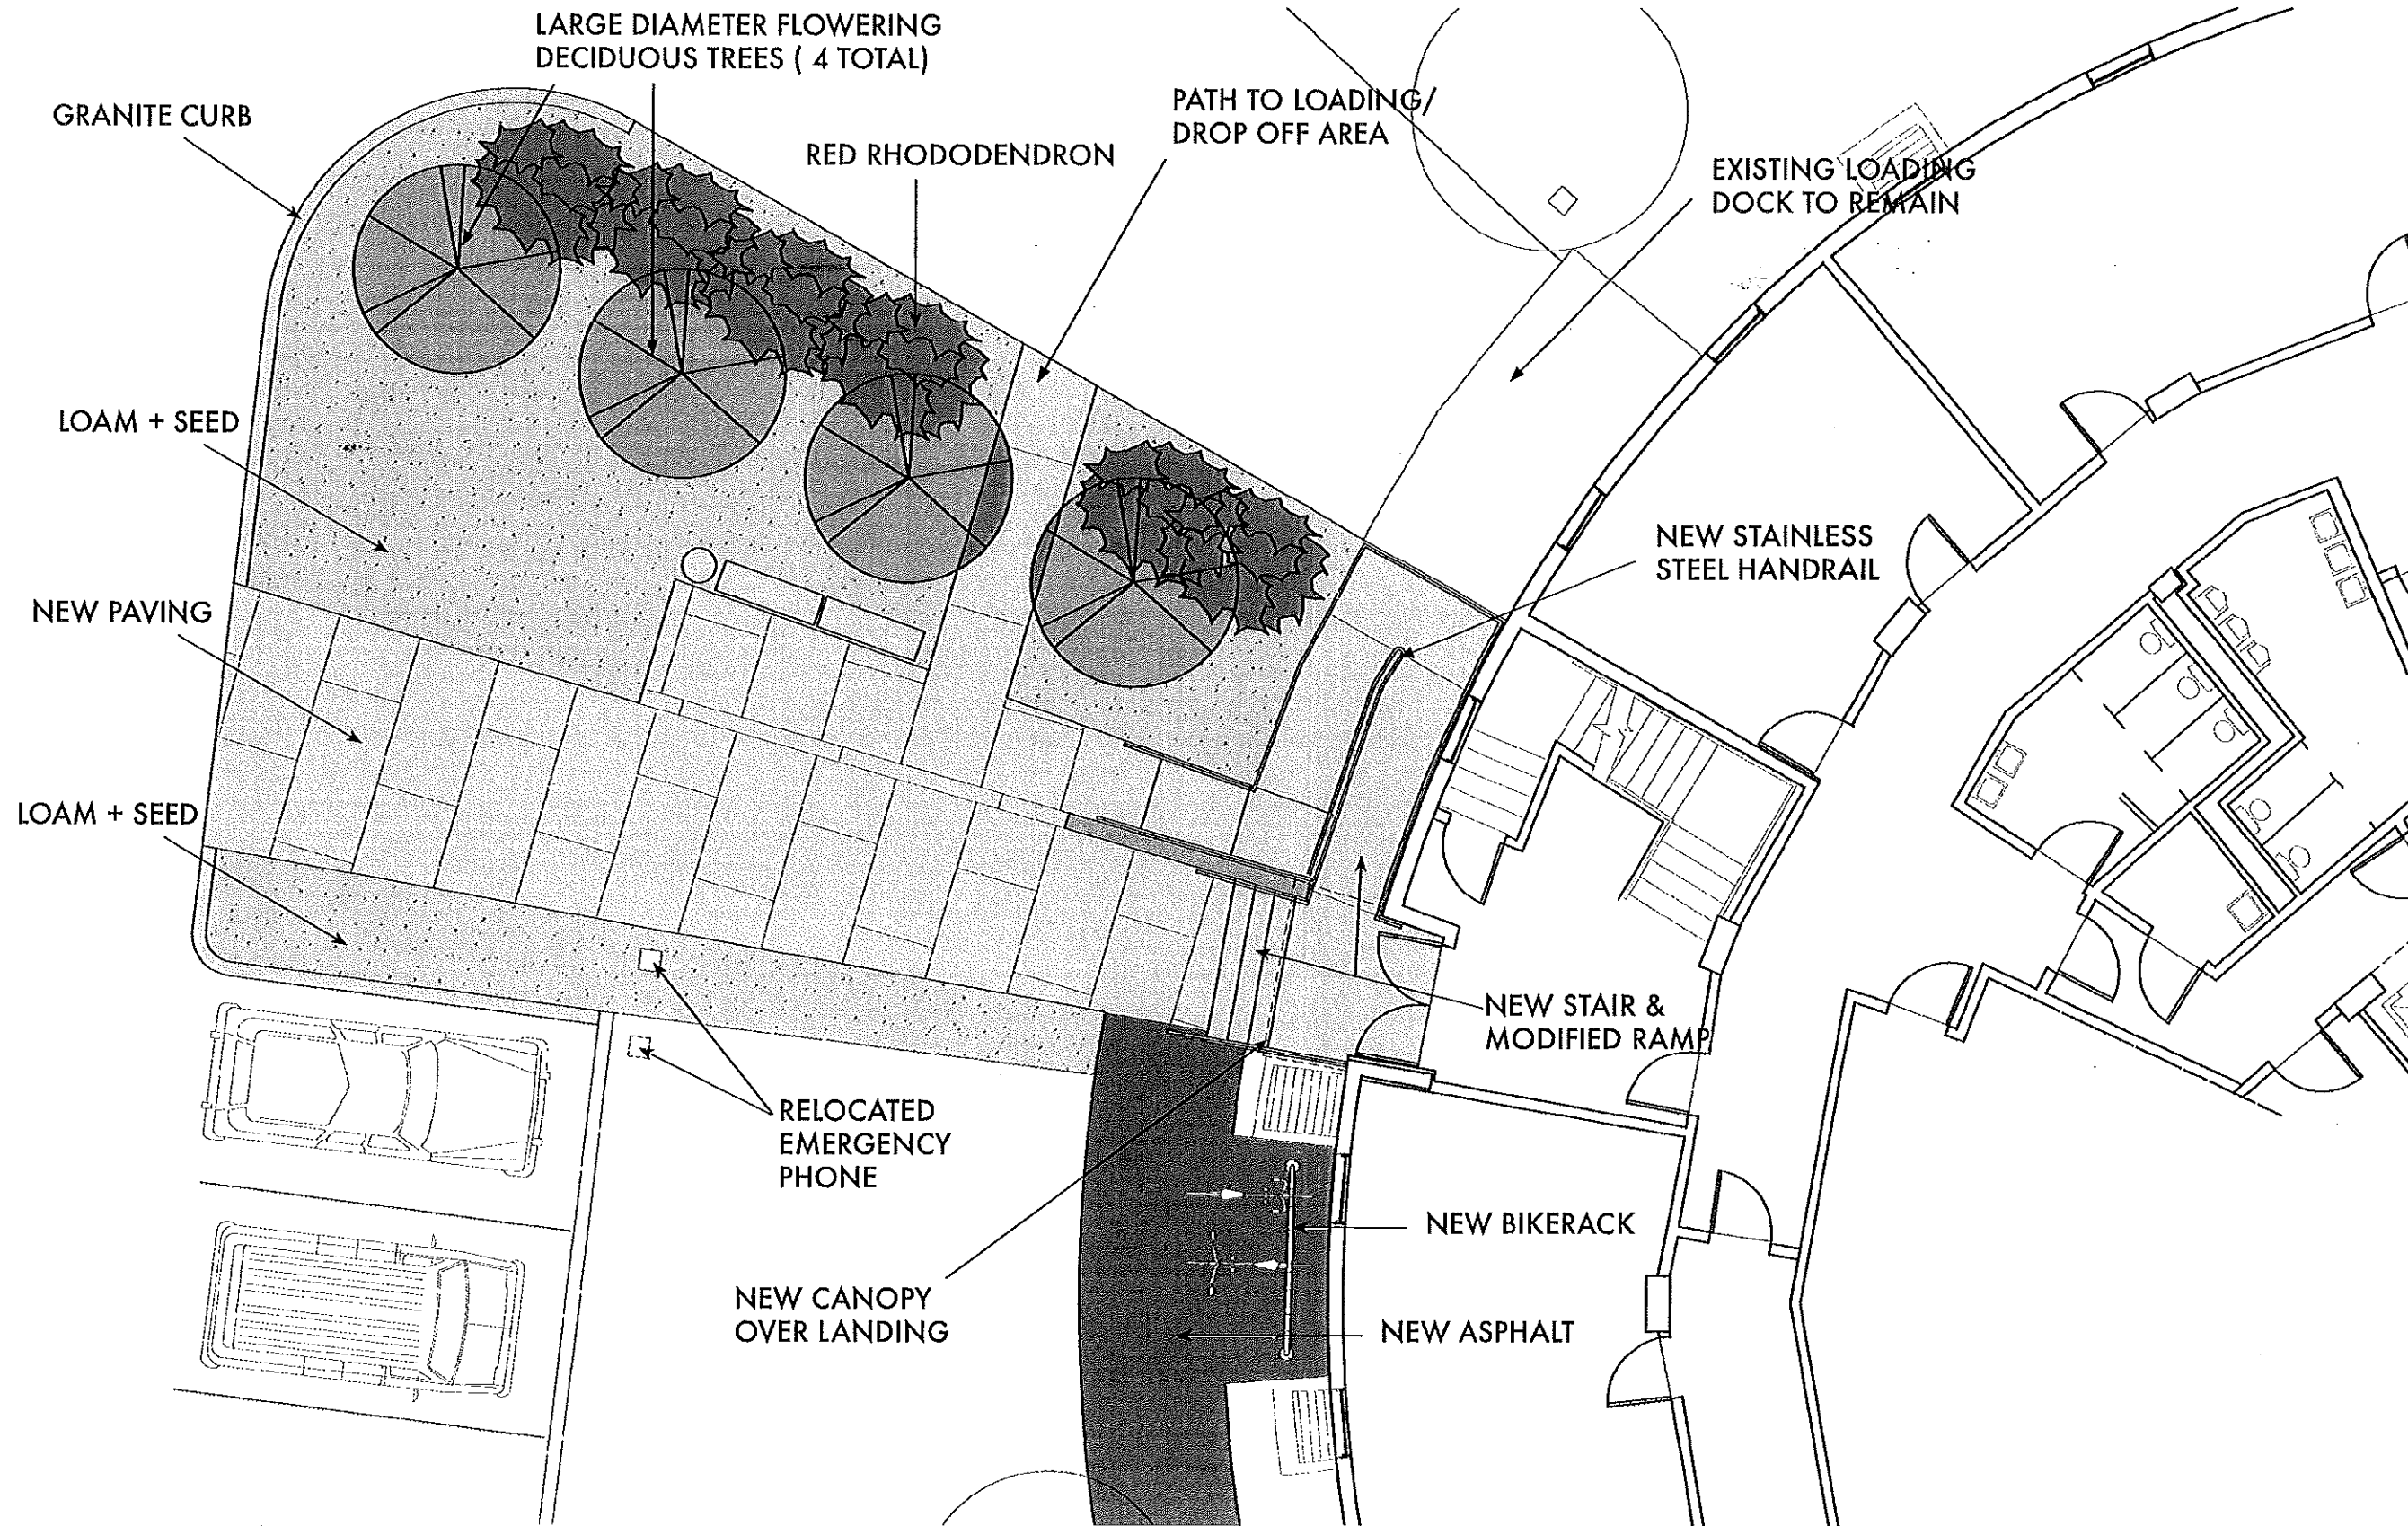 LARGE DIAMETER FLOWERING
DECIDUOUS TREES ( 4 TOTAL)
GRANITE CURB
PATH TO LOADING/
DROP OFF AREA
RED RHODODENDRON
EXISTING LOADING
DOCK TO REMAIN
LOAM + SEED
NEW STAINLESS
STEEL HANDRAIL
NEW PAVING
LOAM + SEED
NEW STAIR &
MODIFIED RAMP
RELOCATED
EMERGENCY
PHONE
NEW BIKERACK
NEW CANOPY
OVER LANDING
NEW ASPHALT